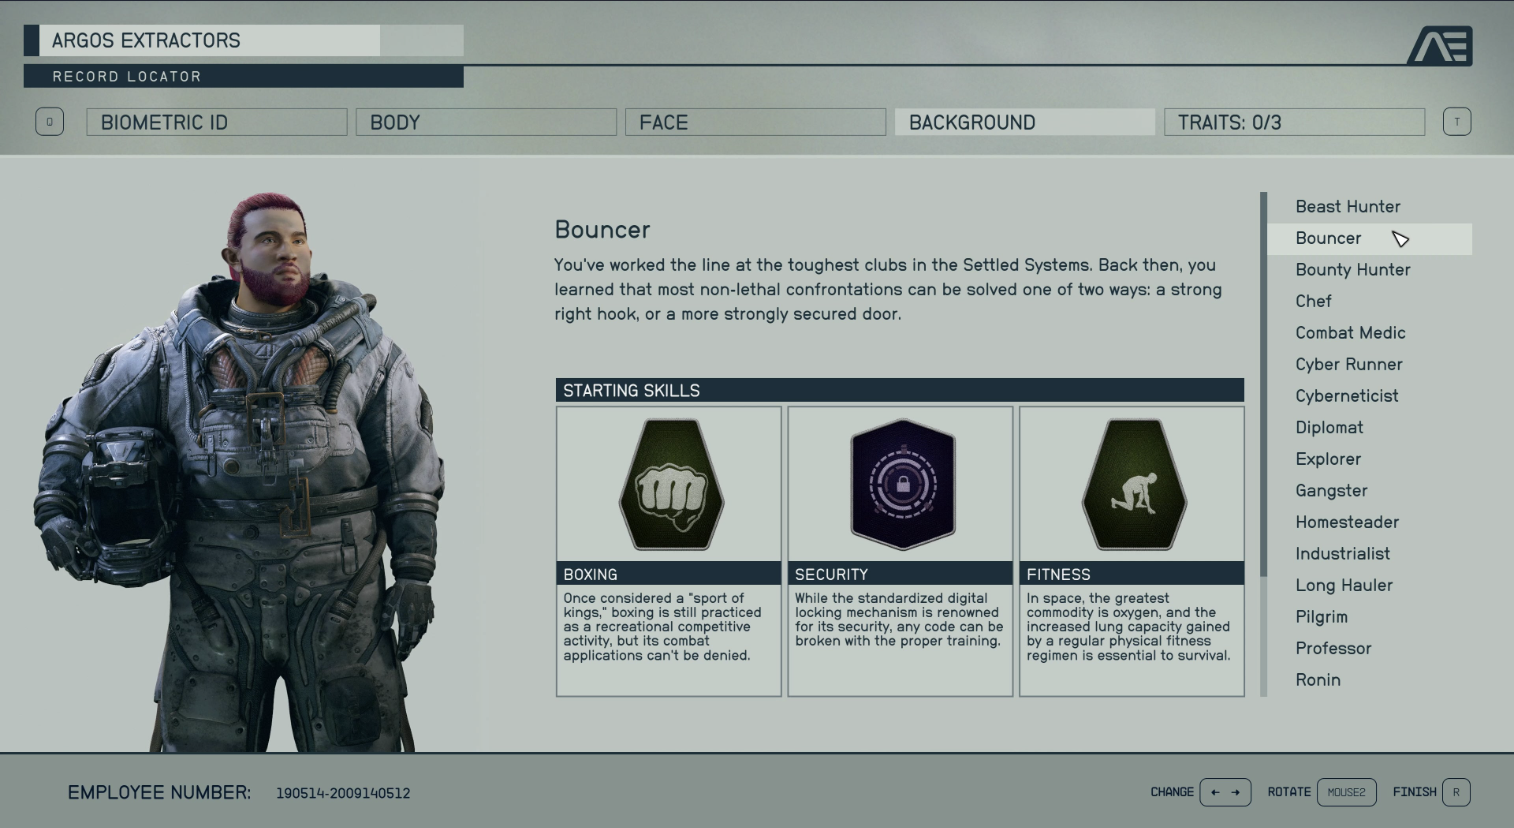 ARGOS EXTRACTORS
RECORD LOCATOR
AE
Q
BIOMETRIC ID
BODY
FACE
BACKGROUND
TRAITS: 0/3
T
Bouncer
You've worked the line at the toughest clubs in the Settled Systems. Back then, you
learned that most non-lethal confrontations can be solved one of two ways: a strong
right hook, or a more strongly secured door.
STARTING SKILLS
BOXING
Once considered a "sport of
kings," boxing is still practiced
as a recreational competitive
activity, but its combat
applications can't be denied.
SECURITY
While the standardized digital
locking mechanism is renowned
for its security, any code can be
broken with the proper training.
FITNESS
In space, the greatest
commodity is oxygen, and the
increased lung capacity gained
by a regular physical fitness
regimen is essential to survival.
Beast Hunter
Bouncer
Bounty Hunter
Chef
Combat Medic
Cyber Runner
Cyberneticist
Diplomat
Explorer
Gangster
Homesteader
Industrialist
Long Hauler
Pilgrim
Professor
Ronin
EMPLOYEE NUMBER: 190514-2009140512
CHANGE ← →
ROTATE MOUSE2
FINISH R